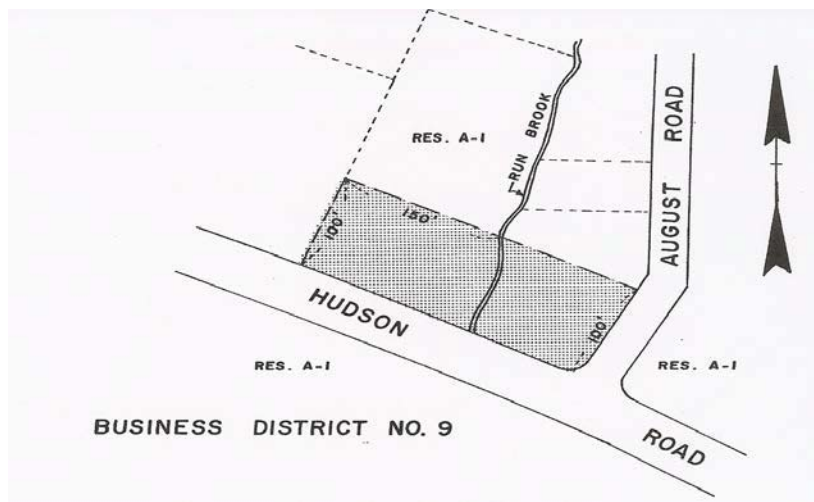 RES. A-1
RUN BROOK
AUGUST ROAD
150'
100'
100'
HUDSON ROAD
RES. A-1
RES. A-1
BUSINESS DISTRICT NO. 9